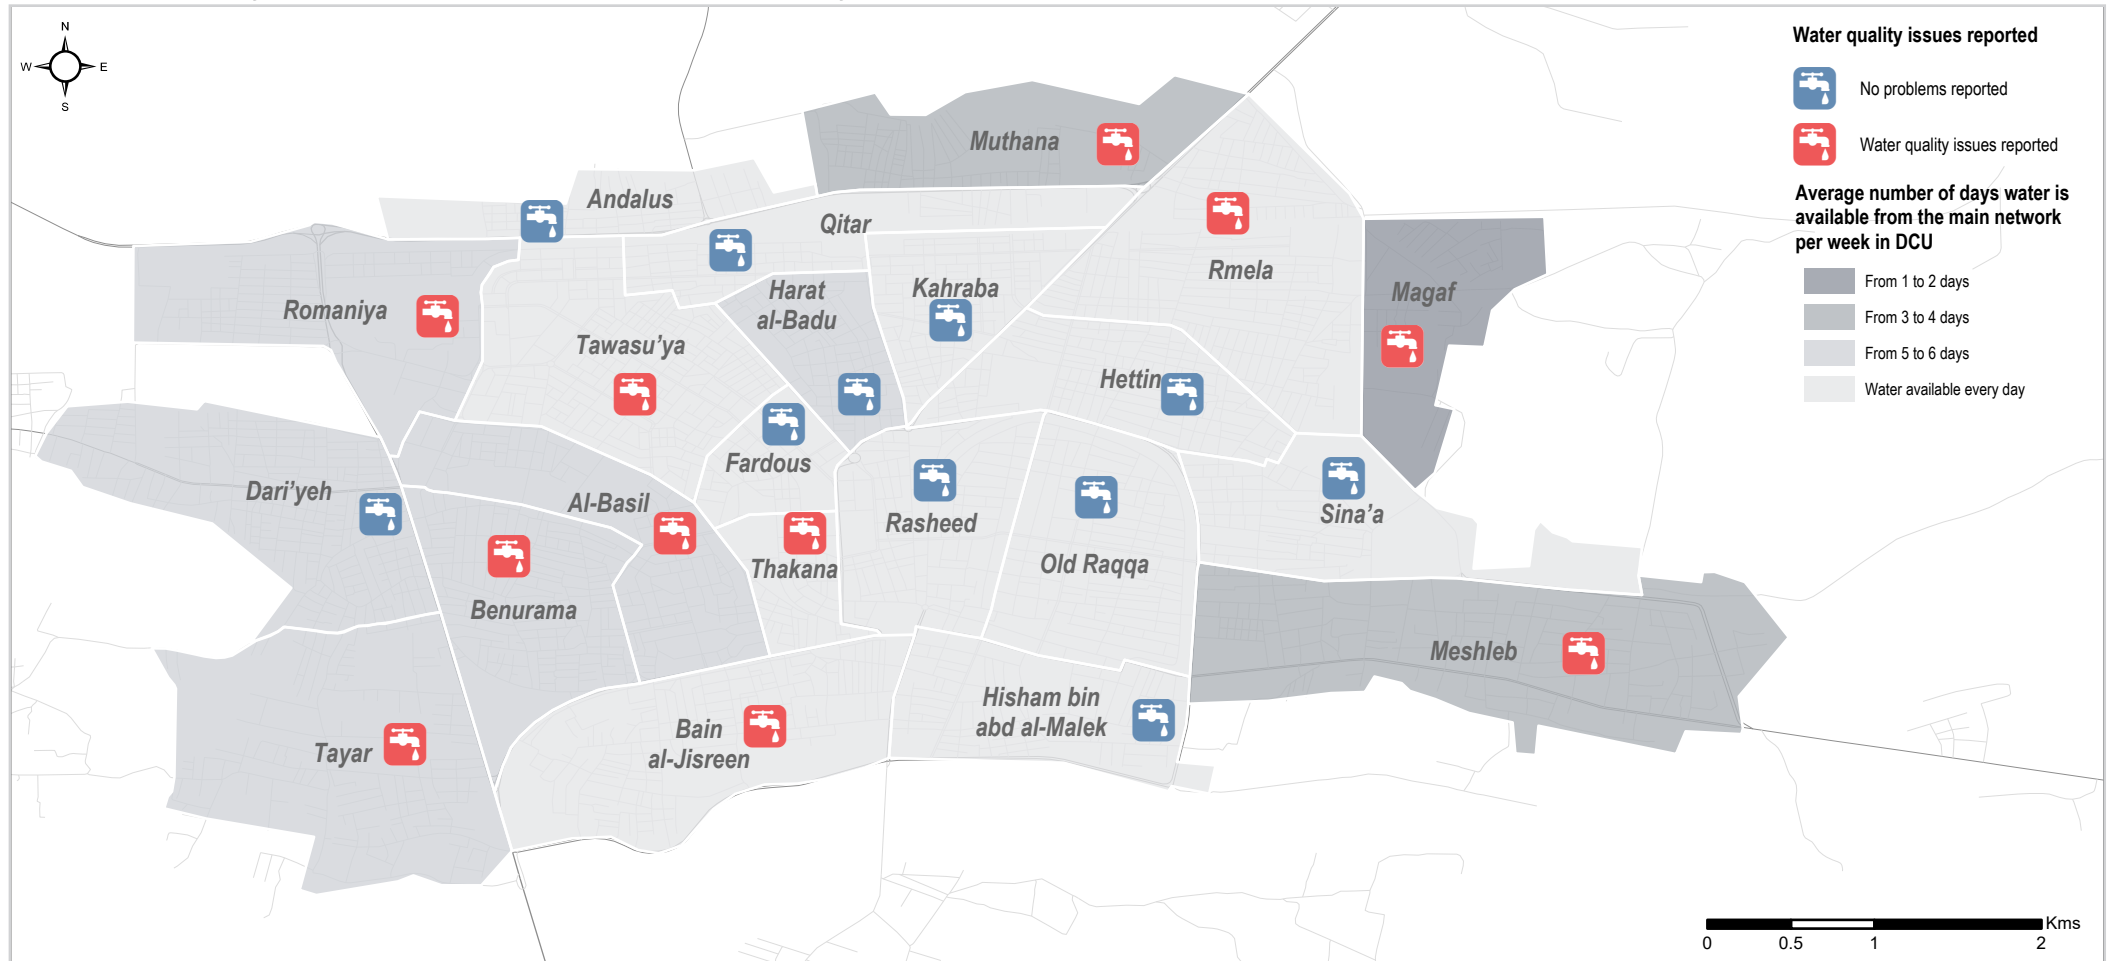 N
W
E
S
Water quality issues reported
No problems reported
Water quality issues reported
Average number of days water is
available from the main network
per week in DCU
From 1 to 2 days
From 3 to 4 days
From 5 to 6 days
Water available every day
Muthana
Andalus
Qitar
Rmela
Romaniya
Harat
al-Badu
Kahraba
Magaf
Tawasu'ya
Hettin
Fardous
Dari'yeh
Al-Basil
Rasheed
Sina'a
Thakana
Old Raqqa
Benurama
Meshleb
Hisham bin
abd al-Malek
Bain
al-Jisreen
Tayar
Kms
0
0.5
1
2